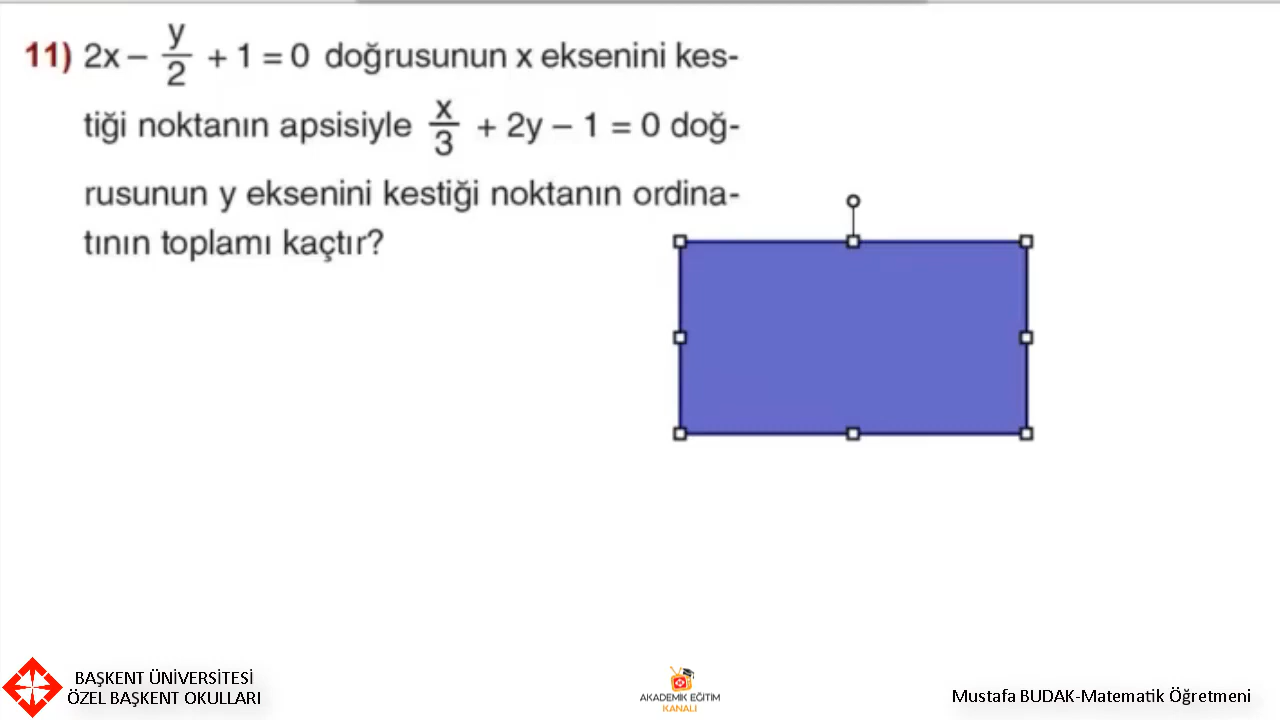 11) 2x – y/2 + 1 = 0 doğrusunun x eksenini kes-
tiği noktanın apsisiyle x/3 + 2y – 1 = 0 doğ-
rusunun y eksenini kestiği noktanın ordina-
tının toplamı kaçtır?
BAŞKENT ÜNİVERSİTESİ
ÖZEL BAŞKENT OKULLARI
AKADEMİK EĞİTİM
KANALI
Mustafa BUDAK-Matematik Öğretmeni